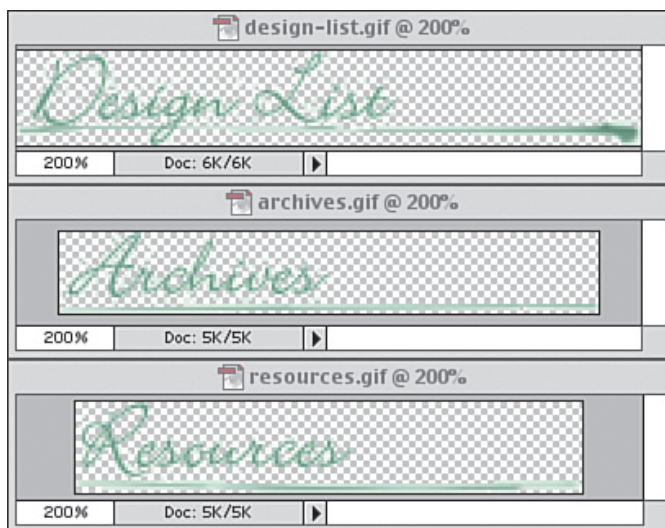 design-list.gif @ 200%
Design List
200% Doc: 6K/6K
archives.gif @ 200%
Archives
200% Doc: 5K/5K
resources.gif @ 200%
Resources
200% Doc: 5K/5K